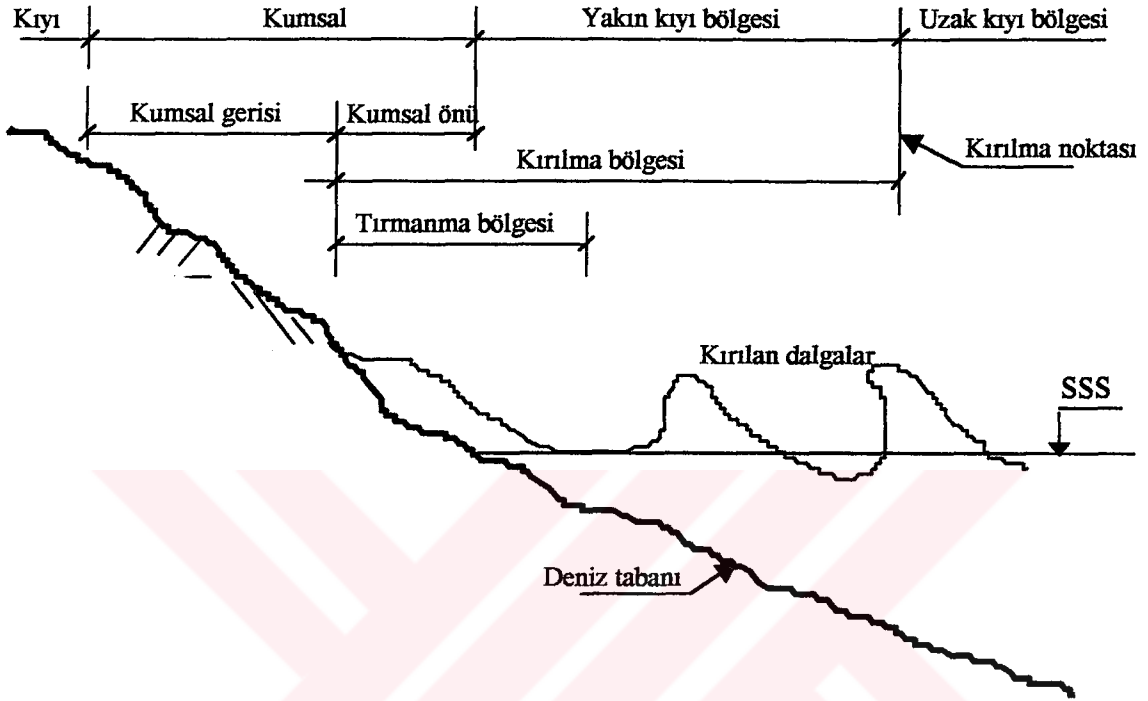 Kıyı
Kumsal
Yakın kıyı bölgesi
Uzak kıyı bölgesi
Kumsal gerisi
Kumsal önü
Kırılma bölgesi
Kırılma noktası
Tırmanma bölgesi
Kırılan dalgalar
SSS
Deniz tabanı